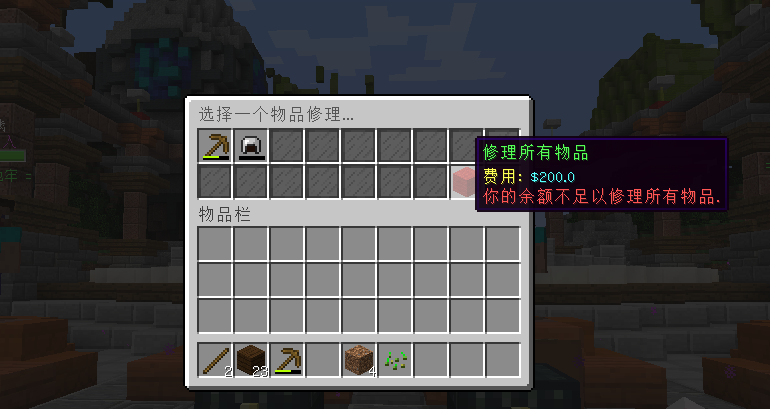 选择一个物品修理...
修理所有物品
费用: $200.0
你的余额不足以修理所有物品.
物品栏
2
23
4